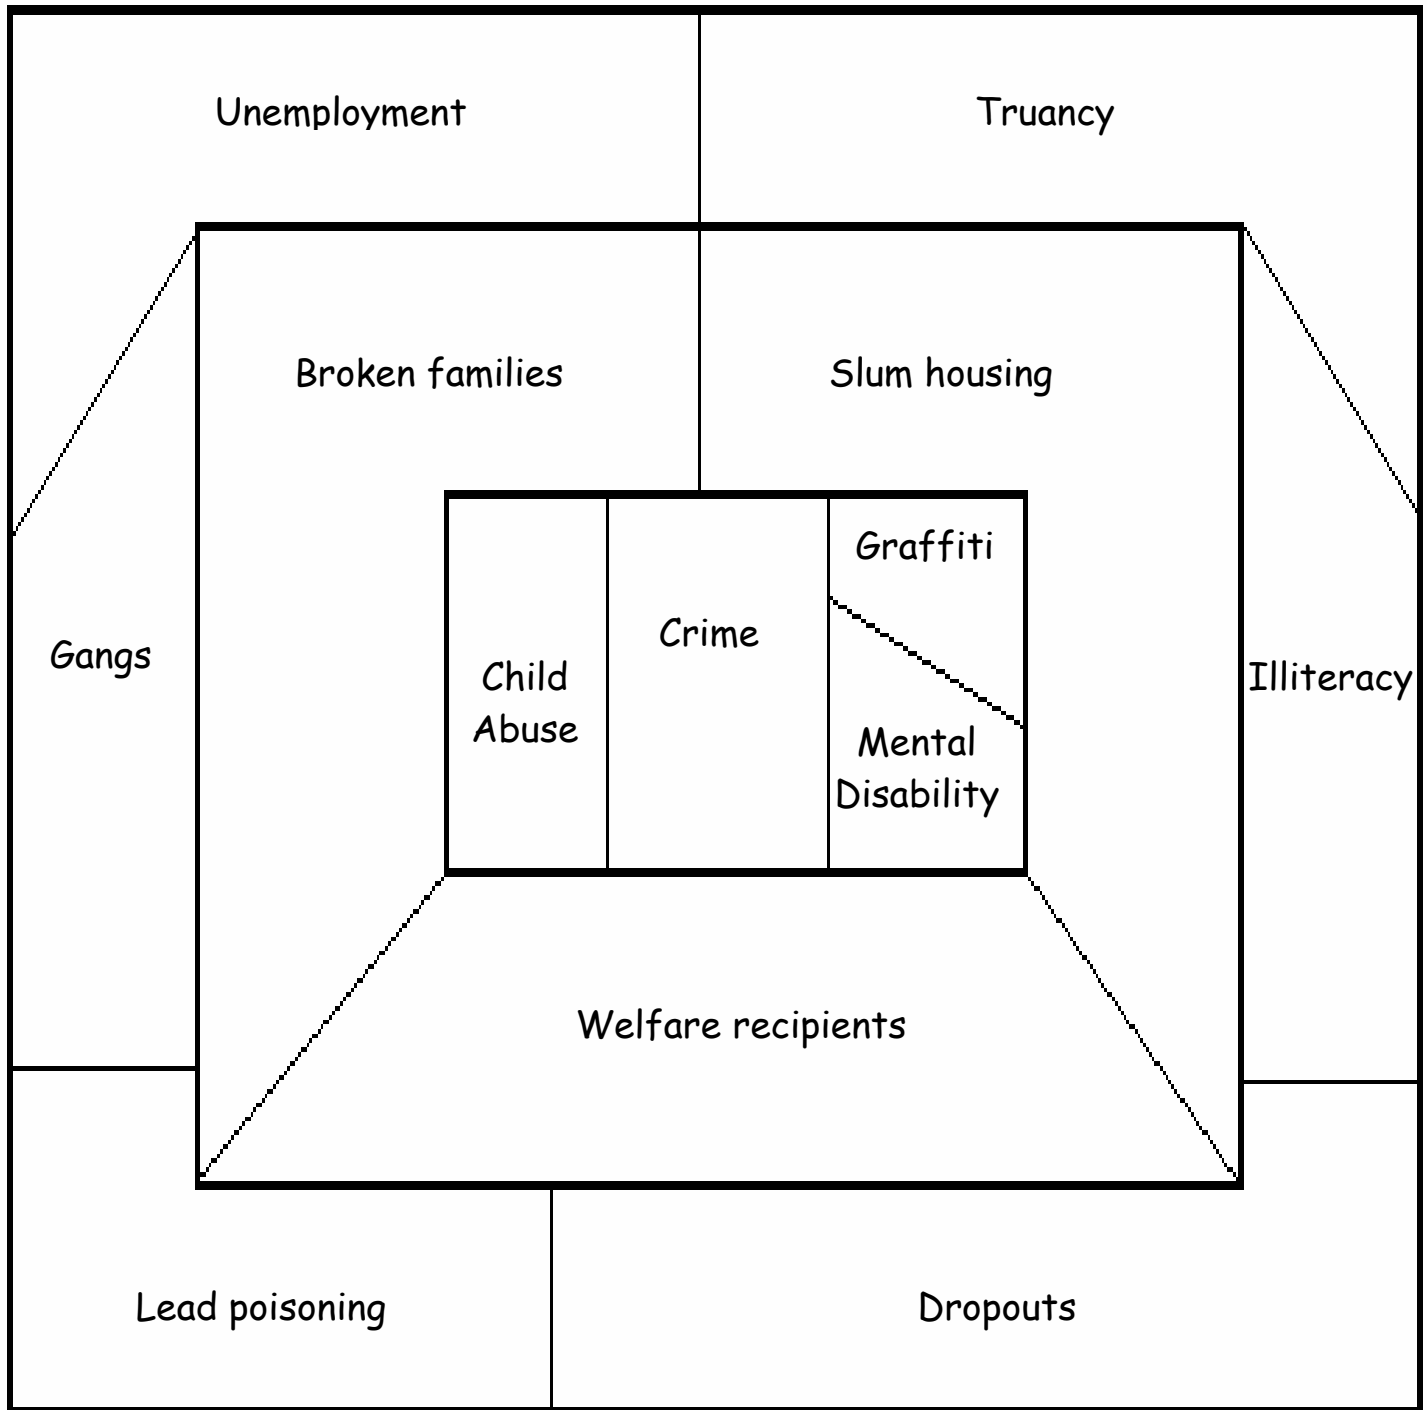 Unemployment
Truancy
Broken families
Slum housing
Graffiti
Crime
Gangs
Child
Abuse
Illiteracy
Mental
Disability
Welfare recipients
Lead poisoning
Dropouts